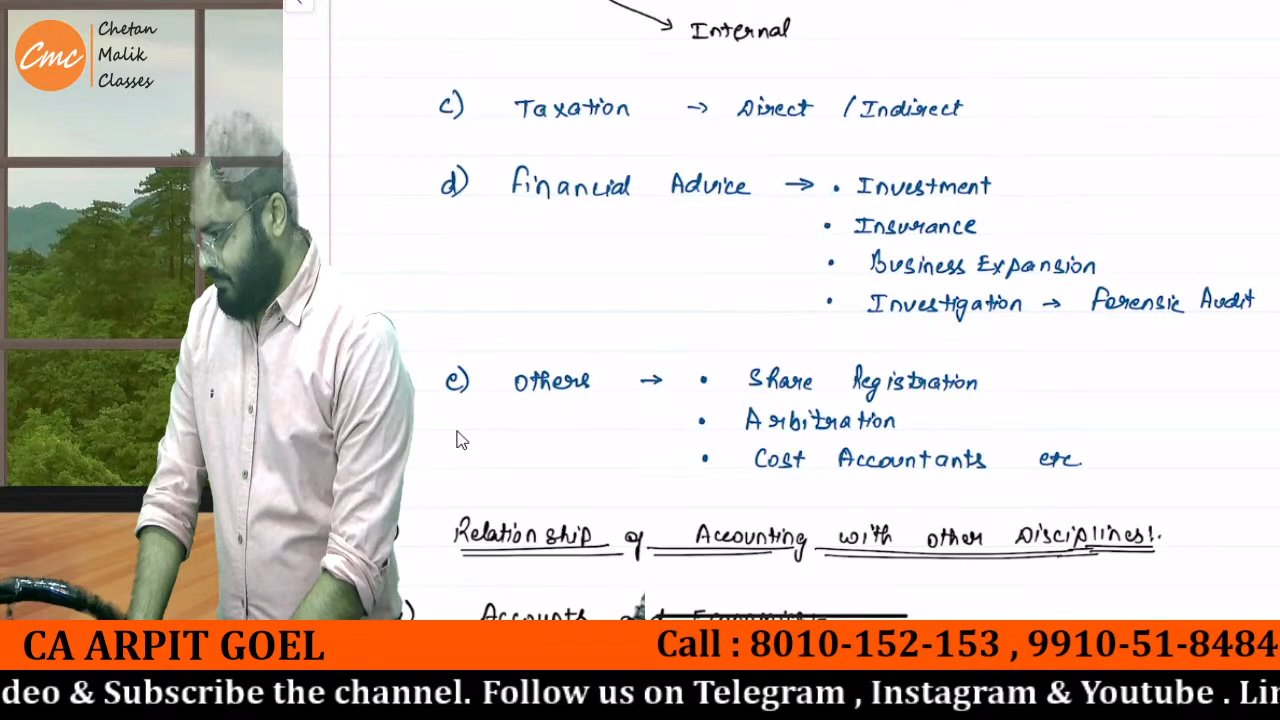 Cmc
Chetan
Malik
Classes
Internal
c) Taxation → Direct / Indirect
d) Financial Advice → • Investment
• Insurance
• Business Expansion
• Investigation → Forensic Audit
e) Others → • Share Registration
• Arbitration
• Cost Accountants etc.
Relationship of Accounting with other Disciplines:-
Accounts
CA ARPIT GOEL
Call : 8010-152-153 , 9910-51-8484
deo & Subscribe the channel. Follow us on Telegram , Instagram & Youtube . Lin